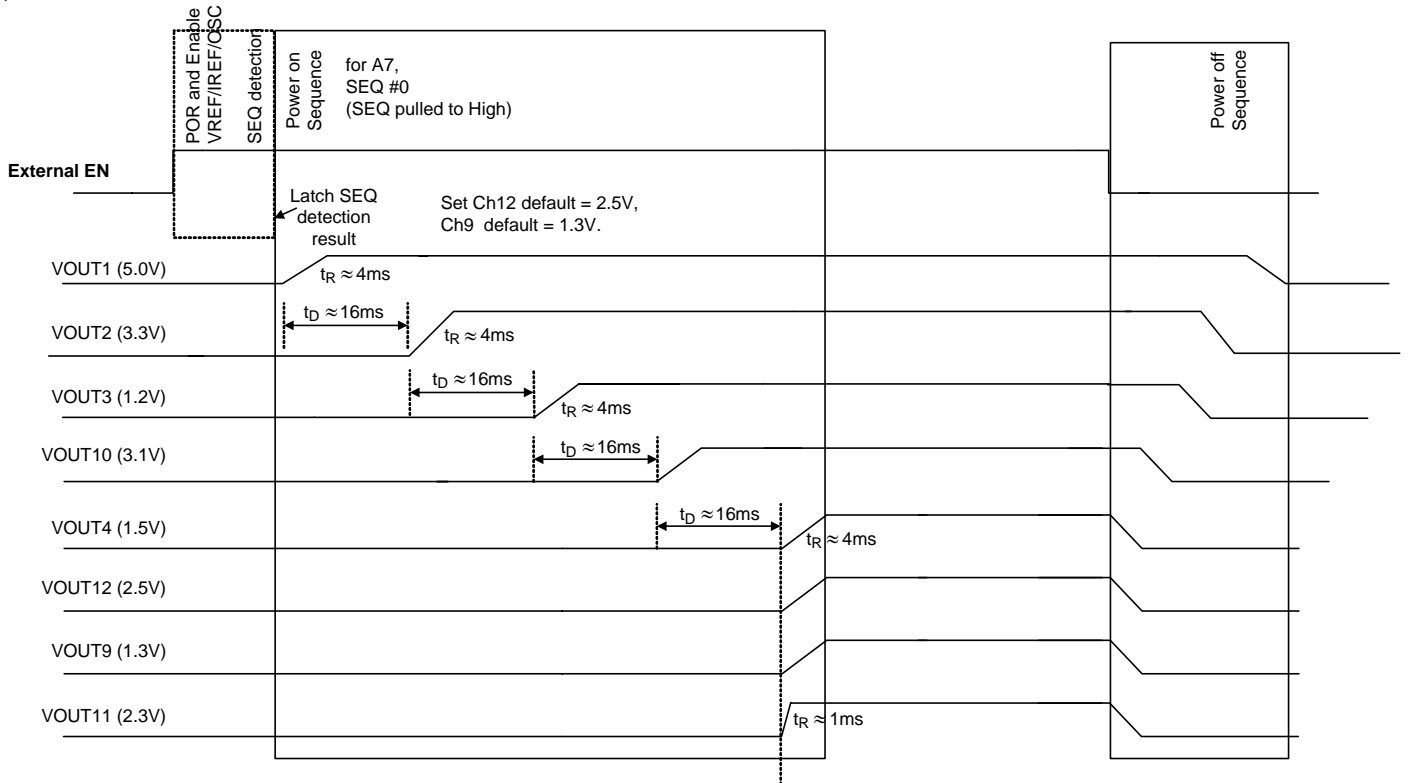 POR and Enable
VREF/IREF/OSC
SEQ detection
Power on
Sequence
for A7,
SEQ #0
(SEQ pulled to High)
Power off
Sequence
External EN
Latch SEQ
detection
result
Set Ch12 default = 2.5V,
Ch9 default = 1.3V.
VOUT1 (5.0V)
tR ≈ 4ms
tD ≈ 16ms
VOUT2 (3.3V)
tR ≈ 4ms
tD ≈ 16ms
VOUT3 (1.2V)
tR ≈ 4ms
VOUT10 (3.1V)
tD ≈ 16ms
tD ≈ 16ms
VOUT4 (1.5V)
tR ≈ 4ms
VOUT12 (2.5V)
VOUT9 (1.3V)
VOUT11 (2.3V)
tR ≈ 1ms